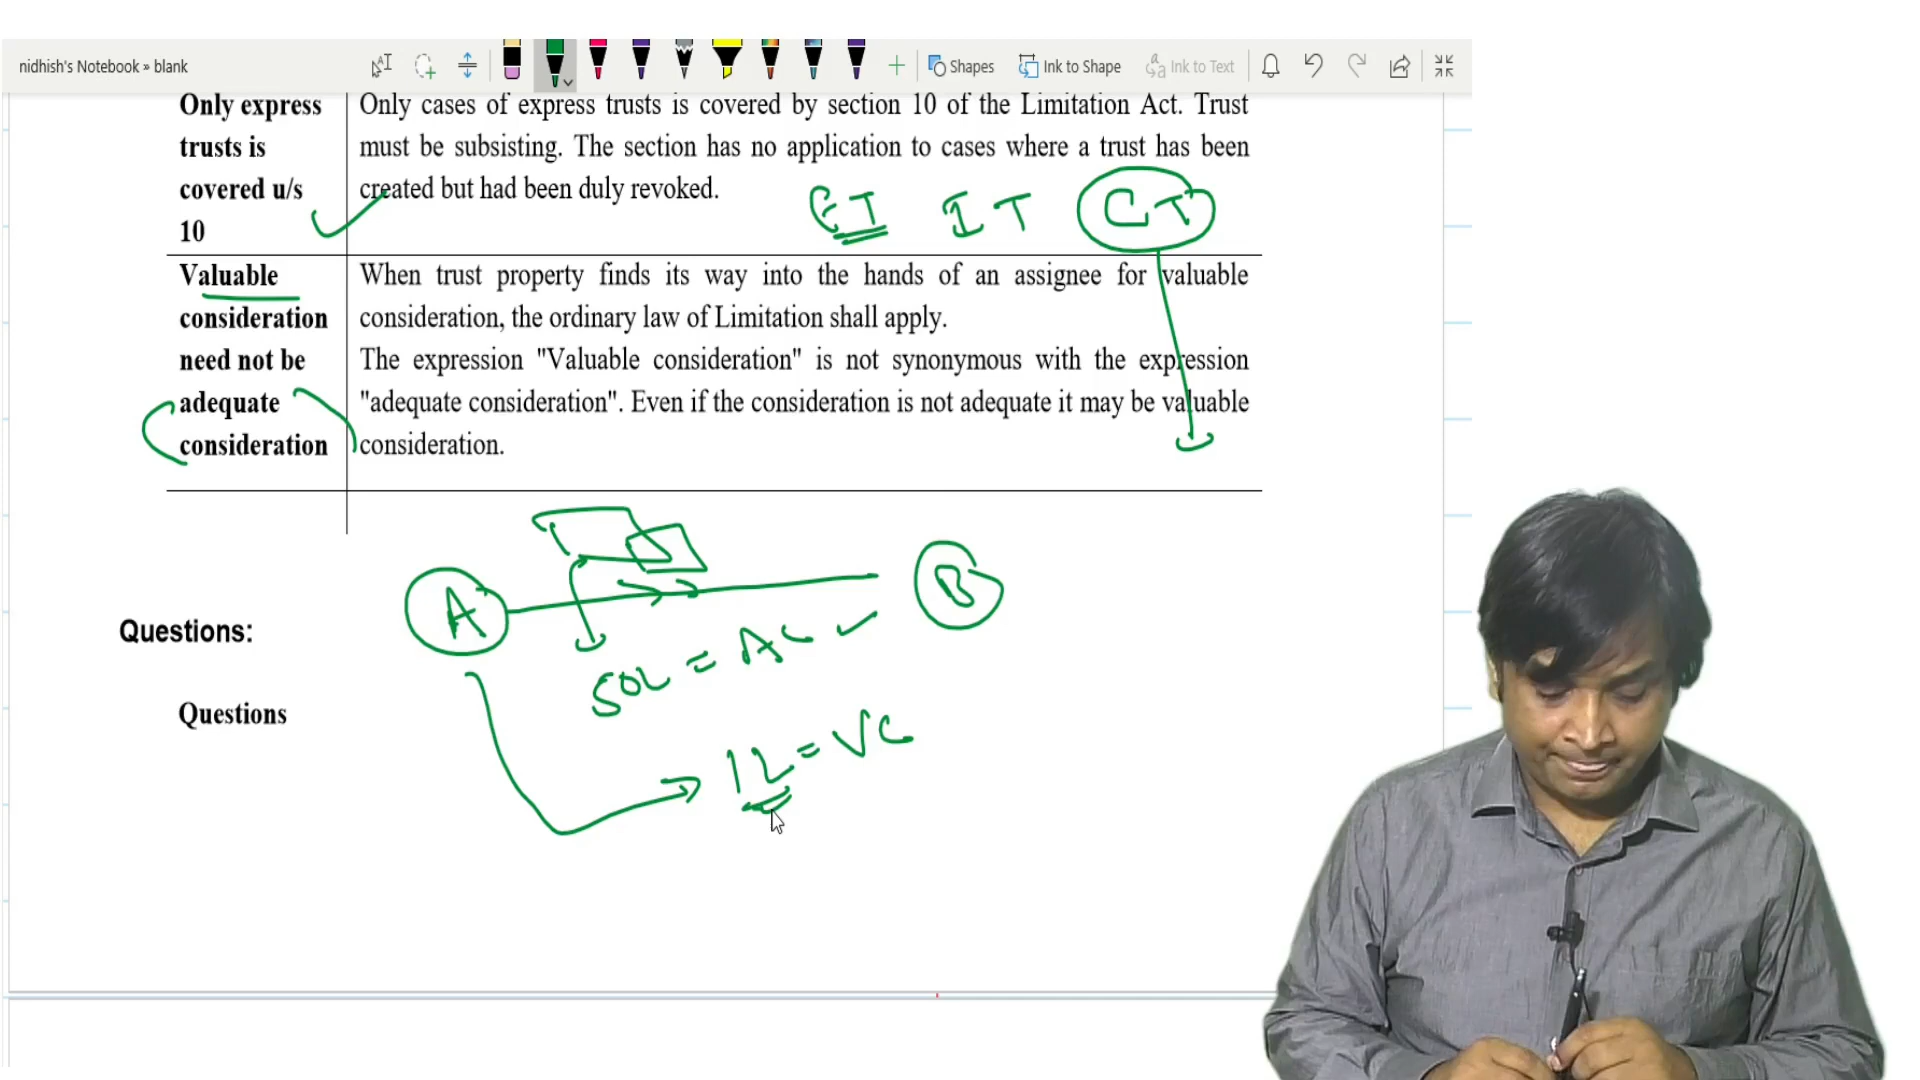 nidhish's Notebook » blank
Shapes
Ink to Shape
Ink to Text
Only express
trusts is
covered u/s
10
Only cases of express trusts is covered by section 10 of the Limitation Act. Trust
must be subsisting. The section has no application to cases where a trust has been
created but had been duly revoked.
ET IT CT
Valuable
consideration
need not be
adequate
consideration
When trust property finds its way into the hands of an assignee for valuable
consideration, the ordinary law of Limitation shall apply.
The expression "Valuable consideration" is not synonymous with the expression
"adequate consideration". Even if the consideration is not adequate it may be valuable
consideration.
A
B
50L = AC
12 = VC
Questions:
Questions